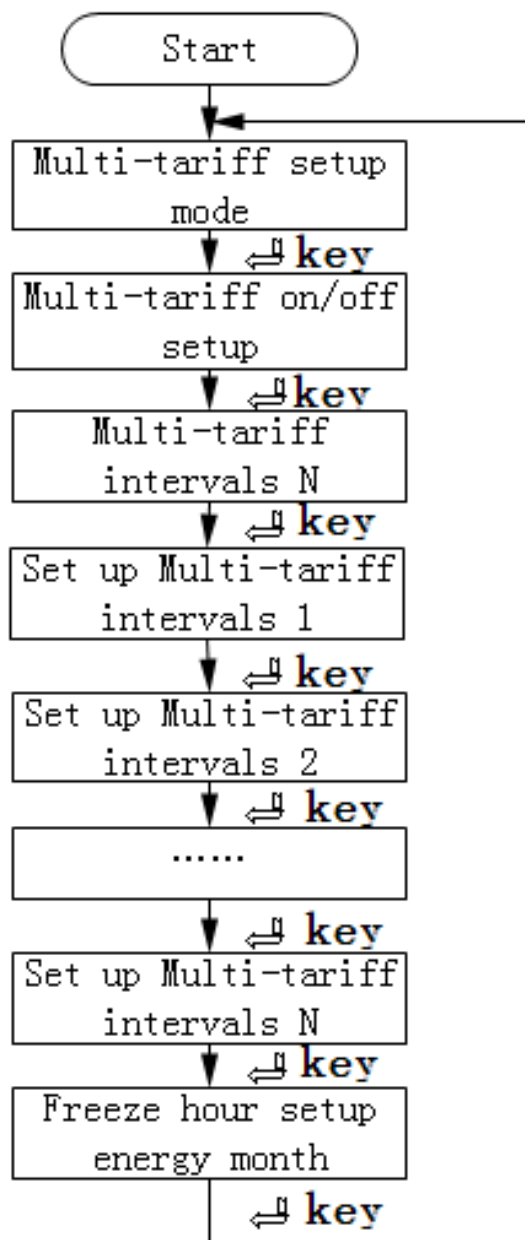 Start
Multi-tariff setup
mode
key
Multi-tariff on/off
setup
key
Multi-tariff
intervals N
key
Set up Multi-tariff
intervals 1
key
Set up Multi-tariff
intervals 2
key
......
key
Set up Multi-tariff
intervals N
key
Freeze hour setup
energy month
key